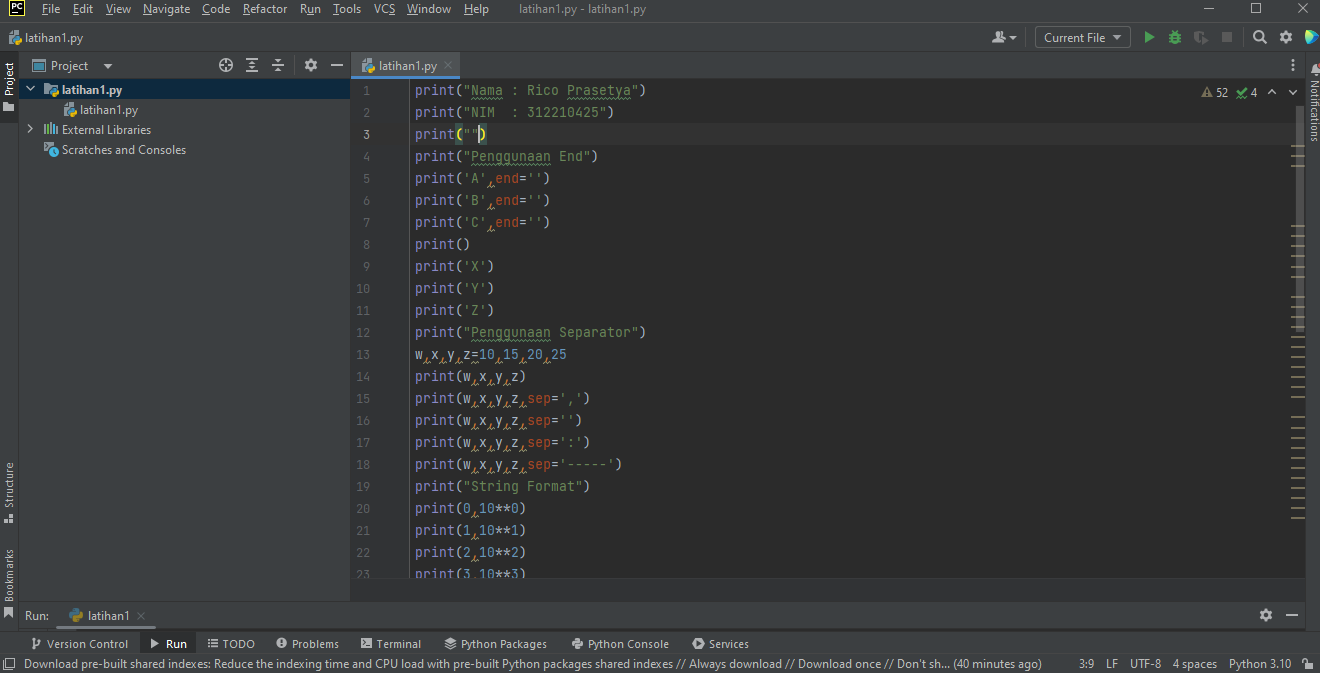 PC File Edit View Navigate Code Refactor Run Tools VCS Window Help latihan1.py - latihan1.py
latihan1.py Current File
Project Project latihan1.py
latihan1.py
latihan1.py
External Libraries
Scratches and Consoles
Structure
Bookmarks
52 4
Notifications
1 print("Nama : Rico Prasetya")
2 print("NIM  : 312210425")
3 print("")
4 print("Penggunaan End")
5 print('A',end='')
6 print('B',end='')
7 print('C',end='')
8 print()
9 print('X')
10 print('Y')
11 print('Z')
12 print("Penggunaan Separator")
13 w,x,y,z=10,15,20,25
14 print(w,x,y,z)
15 print(w,x,y,z,sep=',')
16 print(w,x,y,z,sep='')
17 print(w,x,y,z,sep=':')
18 print(w,x,y,z,sep='-----')
19 print("String Format")
20 print(0,10**0)
21 print(1,10**1)
22 print(2,10**2)
23 print(3,10**3)
Run: latihan1
Version Control Run TODO Problems Terminal Python Packages Python Console Services
Download pre-built shared indexes: Reduce the indexing time and CPU load with pre-built Python packages shared indexes // Always download // Download once // Don't sh... (40 minutes ago) 3:9 LF UTF-8 4 spaces Python 3.10